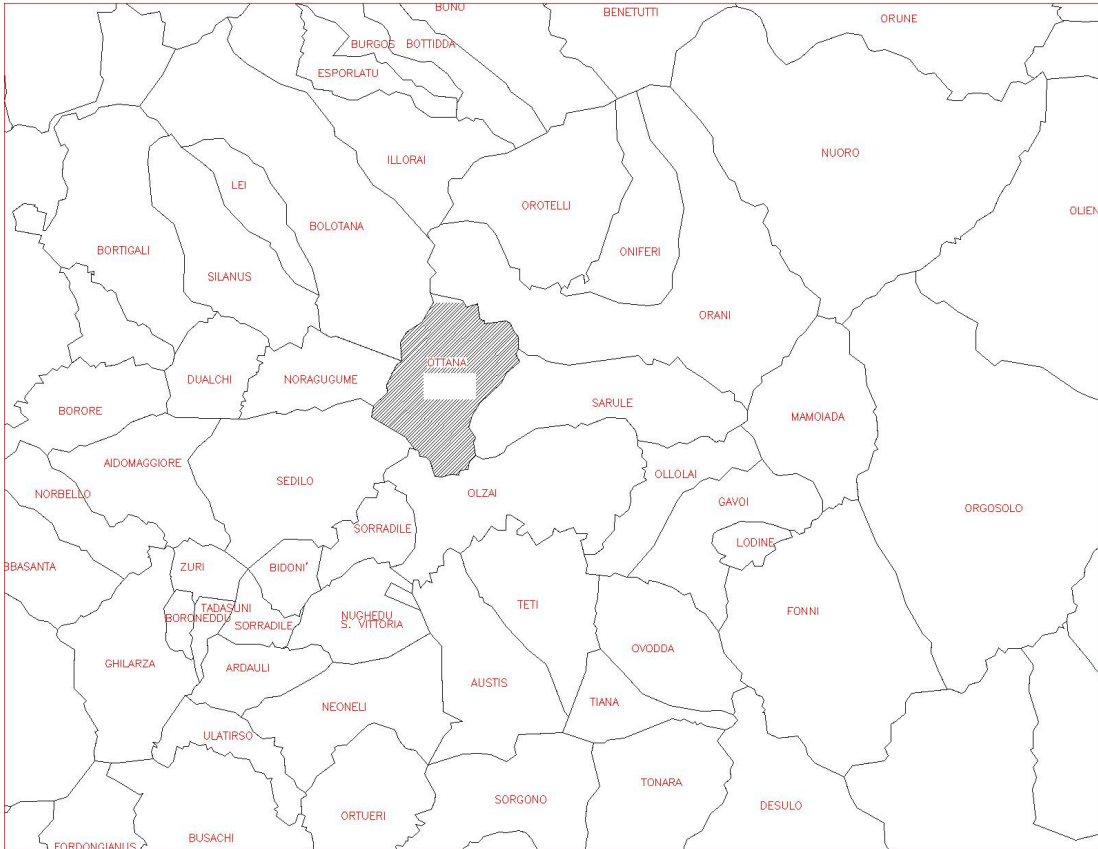 BONO
BENETUTTI
ORUNE
BURGOS
BOTTIDDA
ESPORLATU
ILLORAI
NUORO
LEI
OROTELLI
OLIEN
BOLOTANA
BORTIGALI
ONIFERI
SILANUS
ORANI
OTTANA
DUALCHI
NORAGUGUME
SARULE
BORORE
MAMOIADA
AIDOMAGGIORE
OLLOLAI
SEDILO
NORBELLO
OLZAI
GAVOI
ORGOSOLO
SORRADILE
LODINE
BBASANTA
ZURI
BIDONI'
TADASUNI
TETI
BORONEDDU
NUGHEDU
S. VITTORIA
FONNI
SORRADILE
OVODDA
GHILARZA
ARDAULI
AUSTIS
TIANA
NEONELI
ULATIRSO
TONARA
SORGONO
DESULO
ORTUERI
BUSACHI
FORDONGIANUS